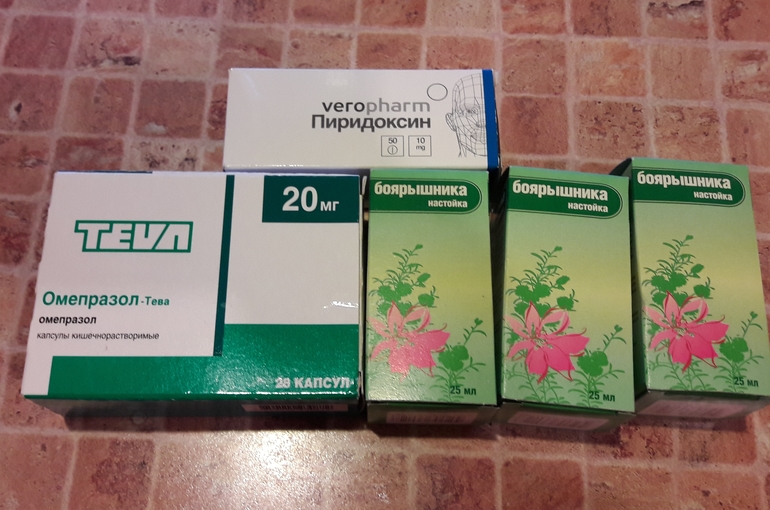 veropharm
Пиридоксин
50
10
mg
TEVA
20 мг
Омепразол-Тева
омепразол
капсулы кишечнорастворимые
28 КАПСУЛ
боярышника
настойка
25 мл
боярышника
настойка
25 мл
боярышника
настойка
25 мл